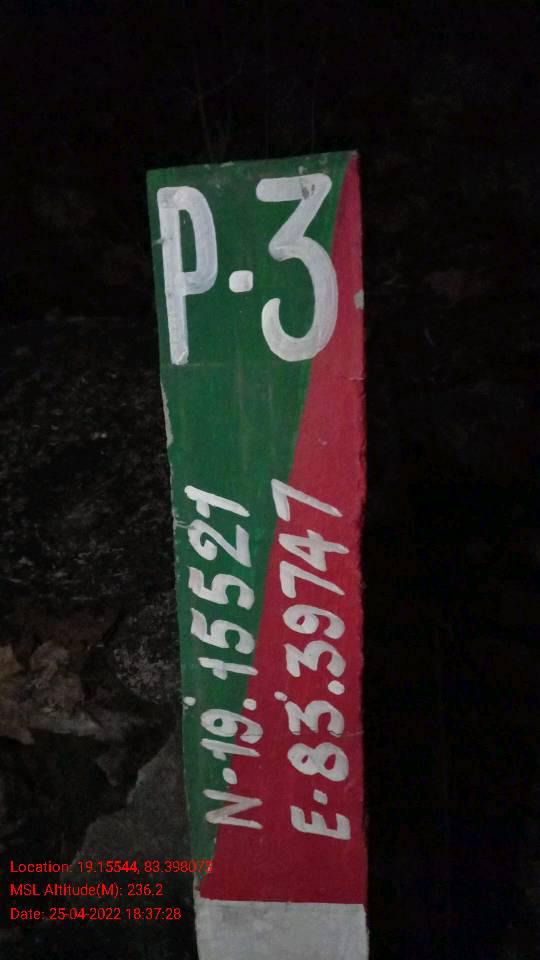 P.3
N.19.15521
E.83.39747
Location: 19.15544, 83.398073
MSL Altitude(M): 236.2
Date: 25-04-2022 18:37:28